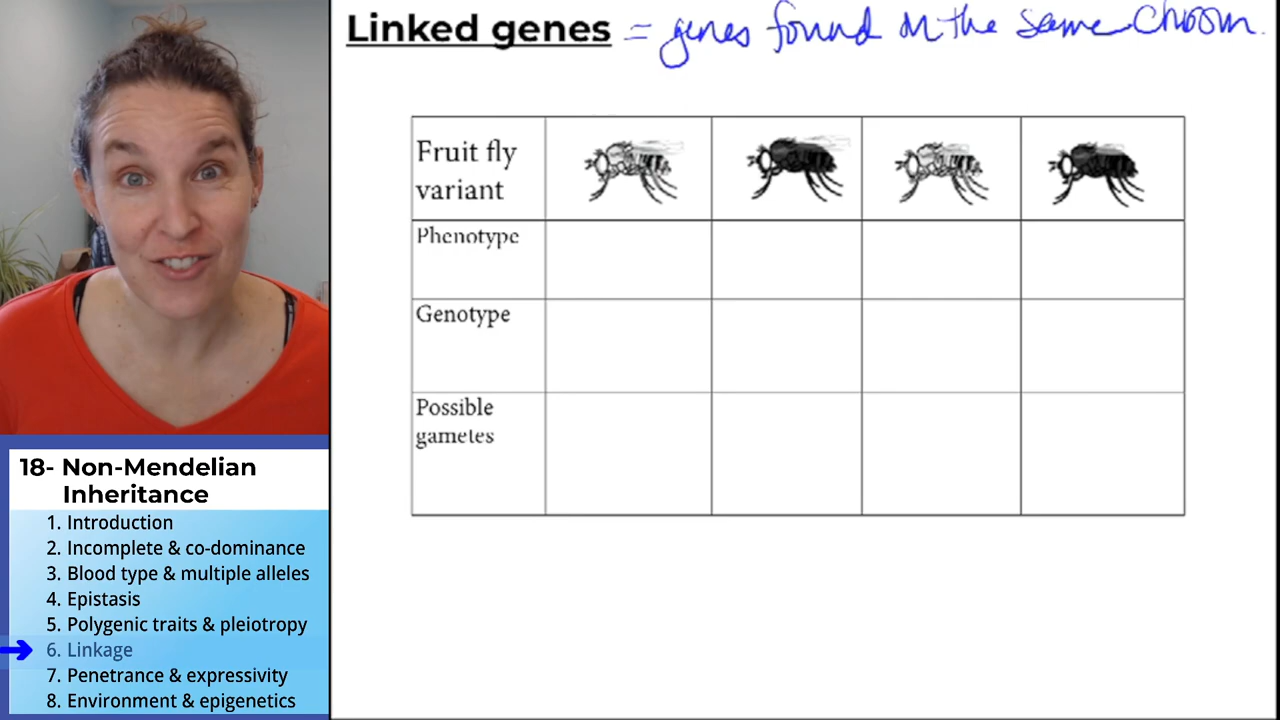 Linked genes = genes found on the same chrom.
Fruit fly
variant
Phenotype
Genotype
Possible
gametes
18- Non-Mendelian
Inheritance
1. Introduction
2. Incomplete & co-dominance
3. Blood type & multiple alleles
4. Epistasis
5. Polygenic traits & pleiotropy
6. Linkage
7. Penetrance & expressivity
8. Environment & epigenetics